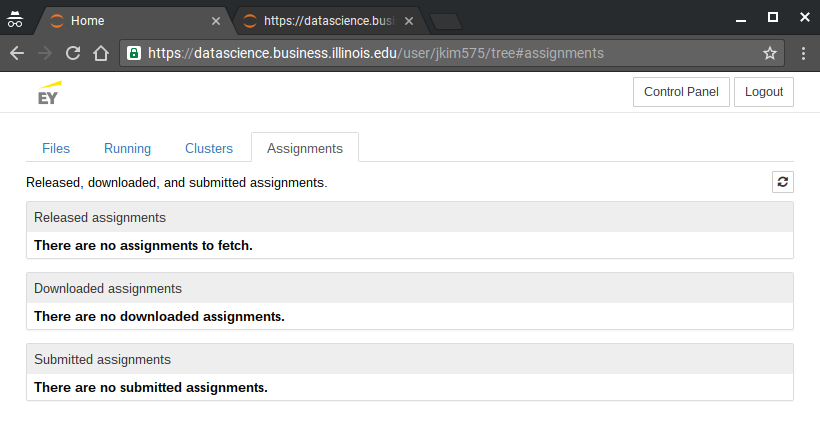 Home
https://datascience.busi
https://datascience.business.illinois.edu/user/jkim575/tree#assignments
EY
Control Panel
Logout
Files
Running
Clusters
Assignments
Released, downloaded, and submitted assignments.
Released assignments
There are no assignments to fetch.
Downloaded assignments
There are no downloaded assignments.
Submitted assignments
There are no submitted assignments.